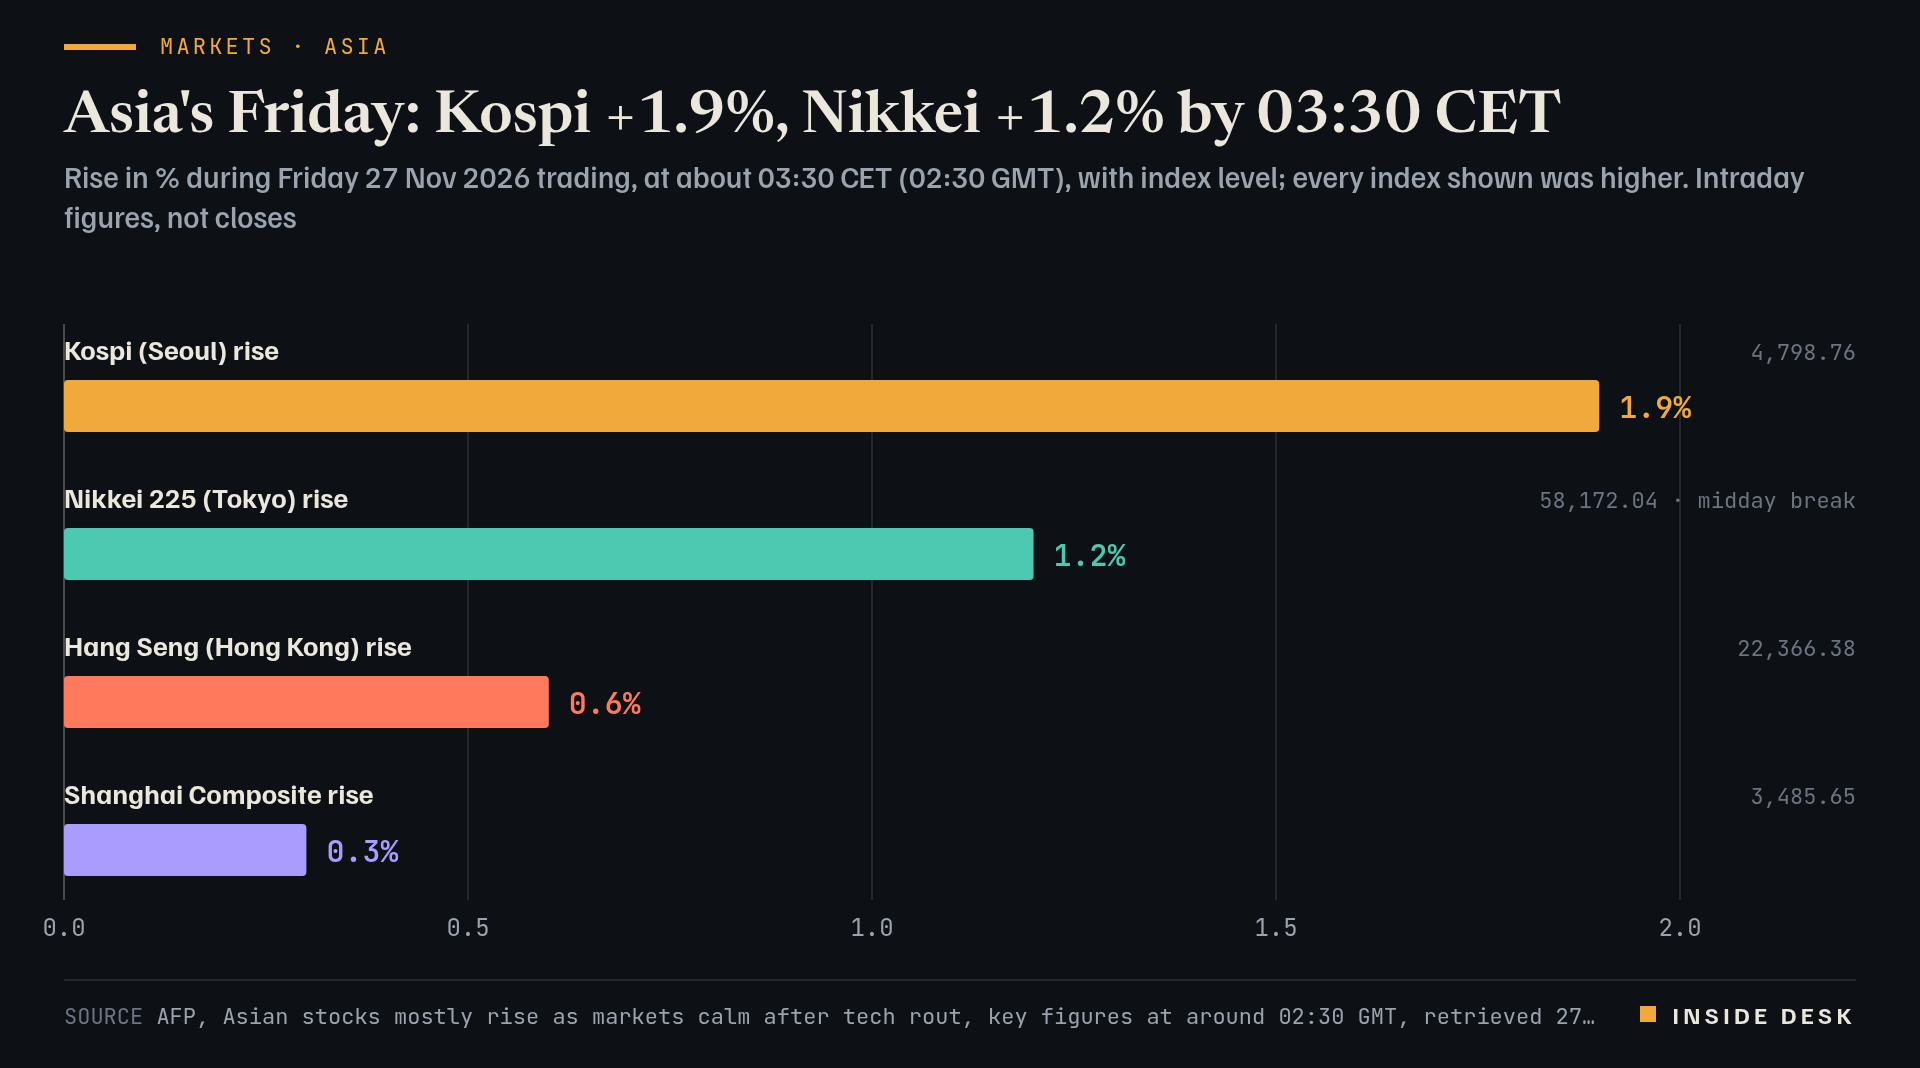 MARKETS · ASIA
Asia's Friday: Kospi +1.9%, Nikkei +1.2% by 03:30 CET
Rise in % during Friday 27 Nov 2026 trading, at about 03:30 CET (02:30 GMT), with index level; every index shown was higher. Intraday
figures, not closes
Kospi (Seoul) rise 4,798.76
1.9%
Nikkei 225 (Tokyo) rise 58,172.04 · midday break
1.2%
Hang Seng (Hong Kong) rise 22,366.38
0.6%
Shanghai Composite rise 3,485.65
0.3%
0.0 0.5 1.0 1.5 2.0
SOURCE AFP, Asian stocks mostly rise as markets calm after tech rout, key figures at around 02:30 GMT, retrieved 27… INSIDE DESK